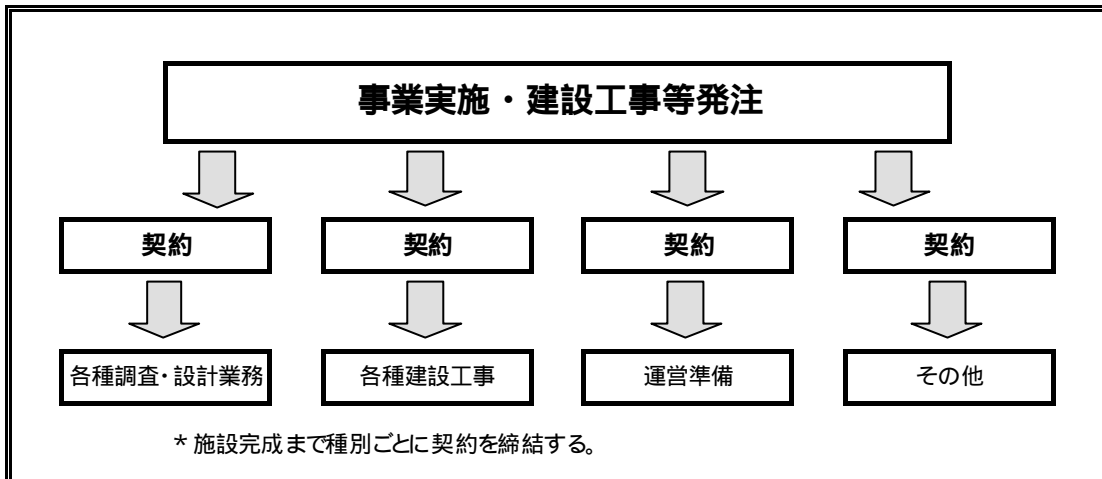 事業実施・建設工事等発注
契約
契約
契約
契約
各種調査・設計業務
各種建設工事
運営準備
その他
*施設完成まで種別ごとに契約を締結する。